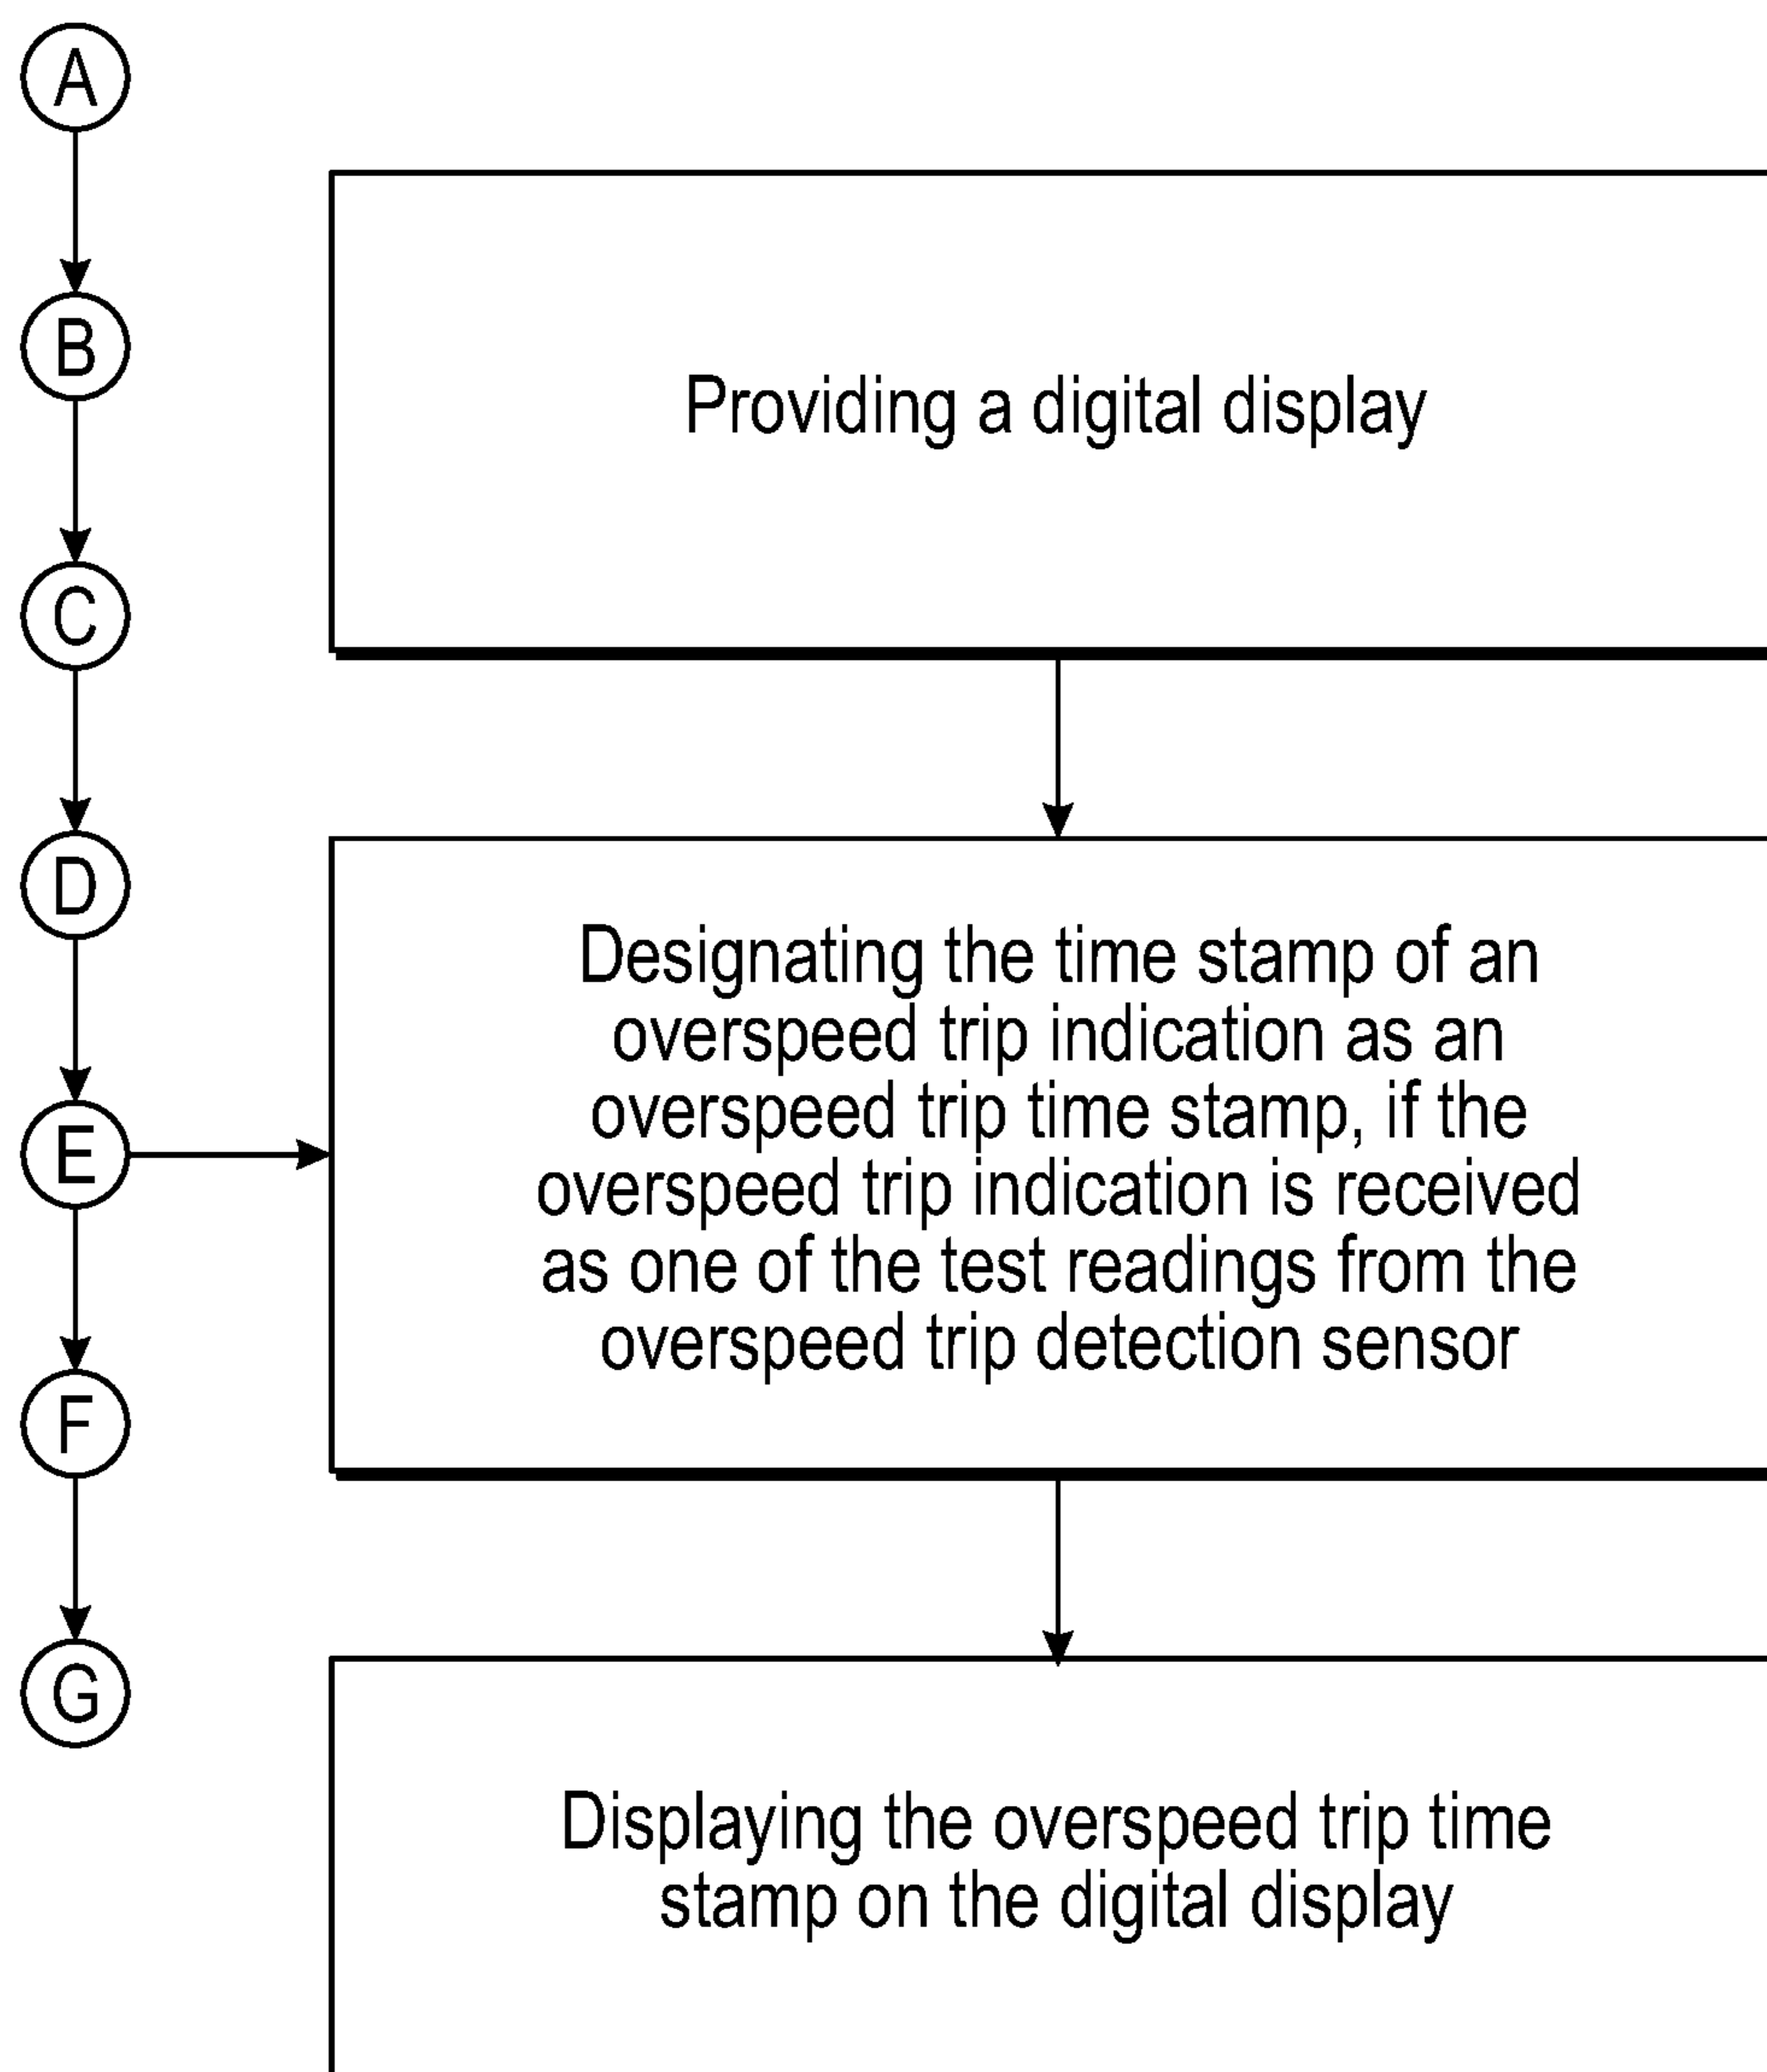 A
B
C
D
E
F
G
Providing a digital display
Designating the time stamp of an
overspeed trip indication as an
overspeed trip time stamp, if the
overspeed trip indication is received
as one of the test readings from the
overspeed trip detection sensor
Displaying the overspeed trip time
stamp on the digital display